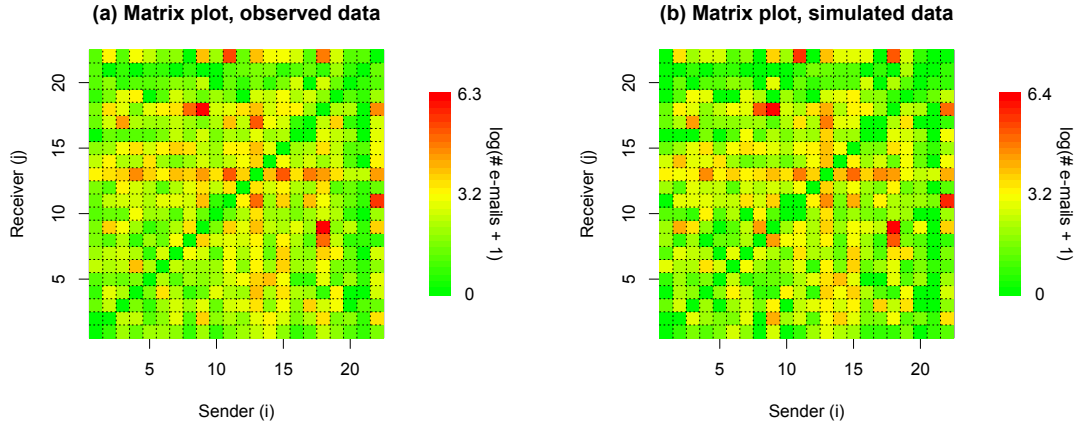 (a) Matrix plot, observed data
20
15
10
5
Receiver (j)
5
10
15
20
Sender (i)
6.3
3.2
0
log(# e-mails + 1)
(b) Matrix plot, simulated data
20
15
10
5
Receiver (j)
5
10
15
20
Sender (i)
6.4
3.2
0
log(# e-mails + 1)